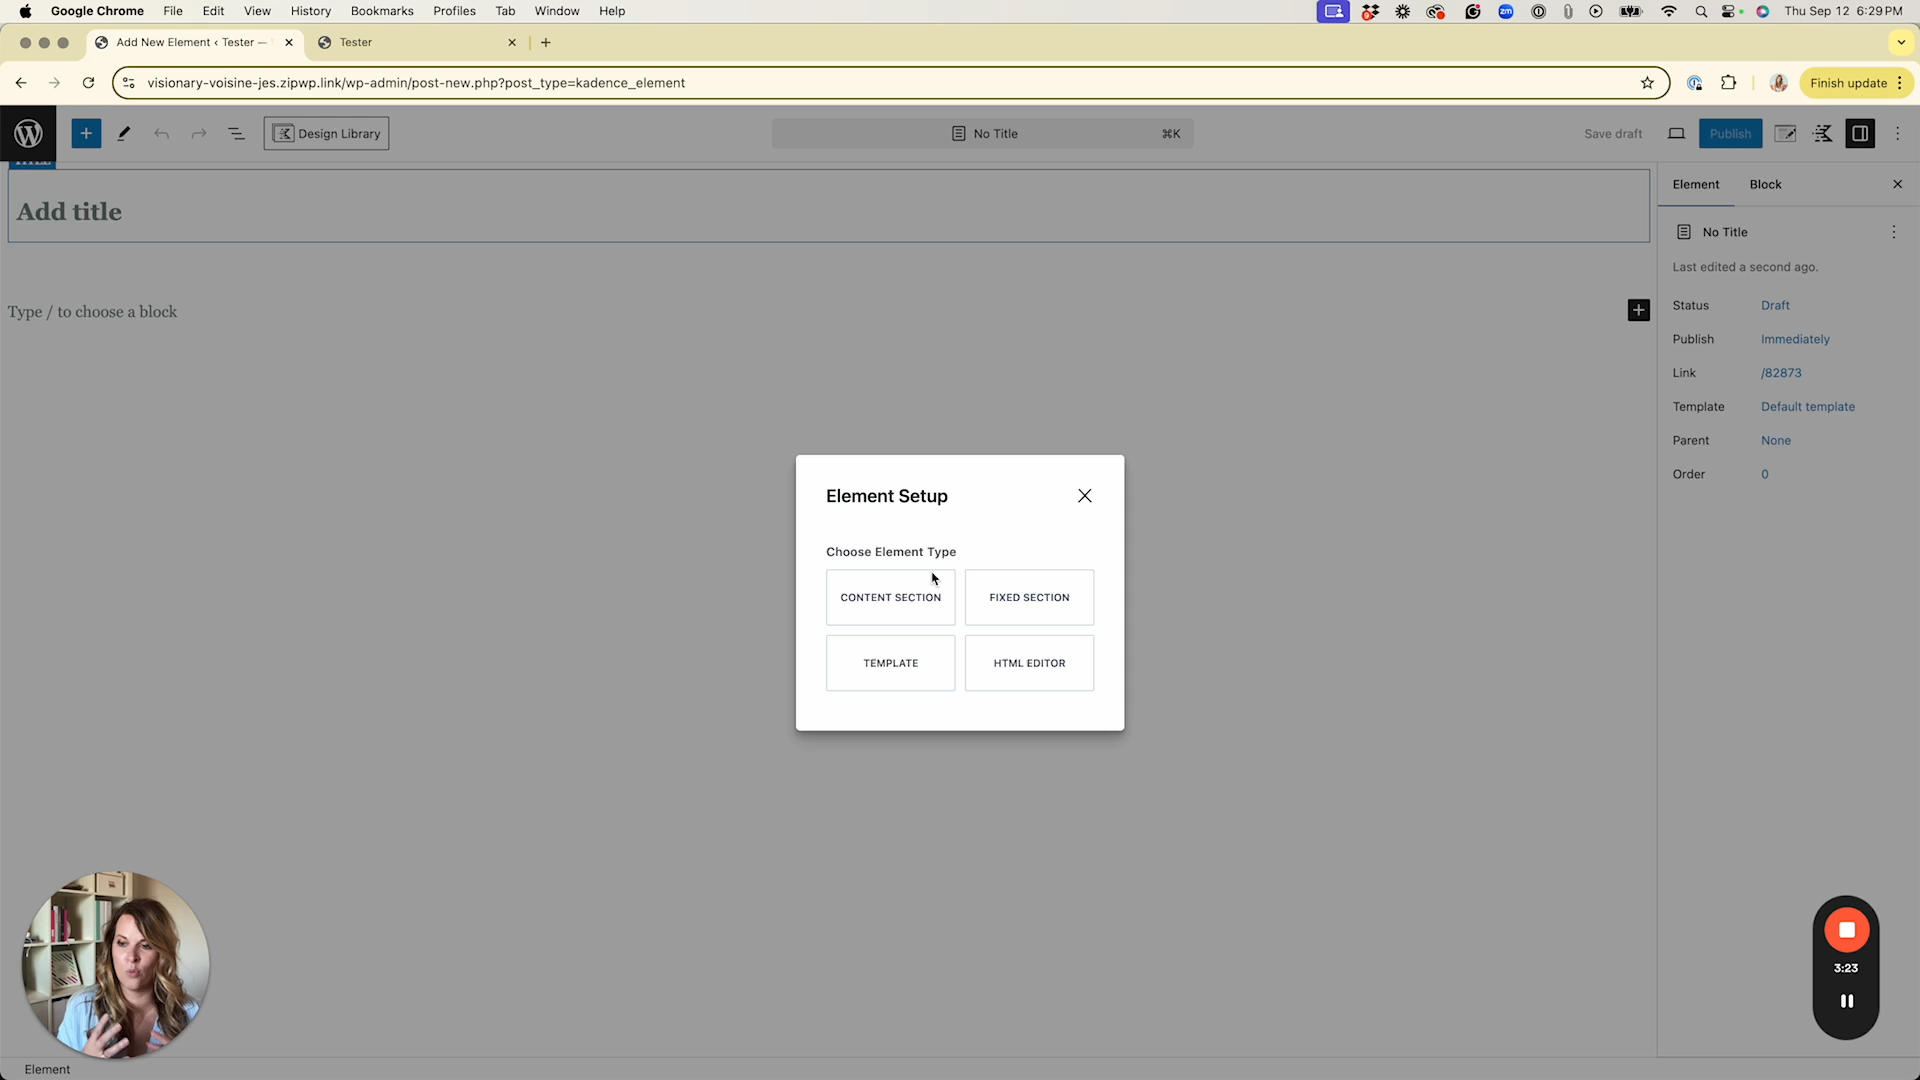 Google Chrome File Edit View History Bookmarks Profiles Tab Window Help Thu Sep 12 6:29 PM
Add New Element ‹ Tester — Tester
visionary-voisine-jes.zipwp.link/wp-admin/post-new.php?post_type=kadence_element Finish update
Design Library No Title ⌘K Save draft Publish
TITLE
Add title
Type / to choose a block
Element Block
No Title
Last edited a second ago.
Status Draft
Publish Immediately
Link /82873
Template Default template
Parent None
Order 0
Element Setup
Choose Element Type
CONTENT SECTION FIXED SECTION
TEMPLATE HTML EDITOR
3:23
Element